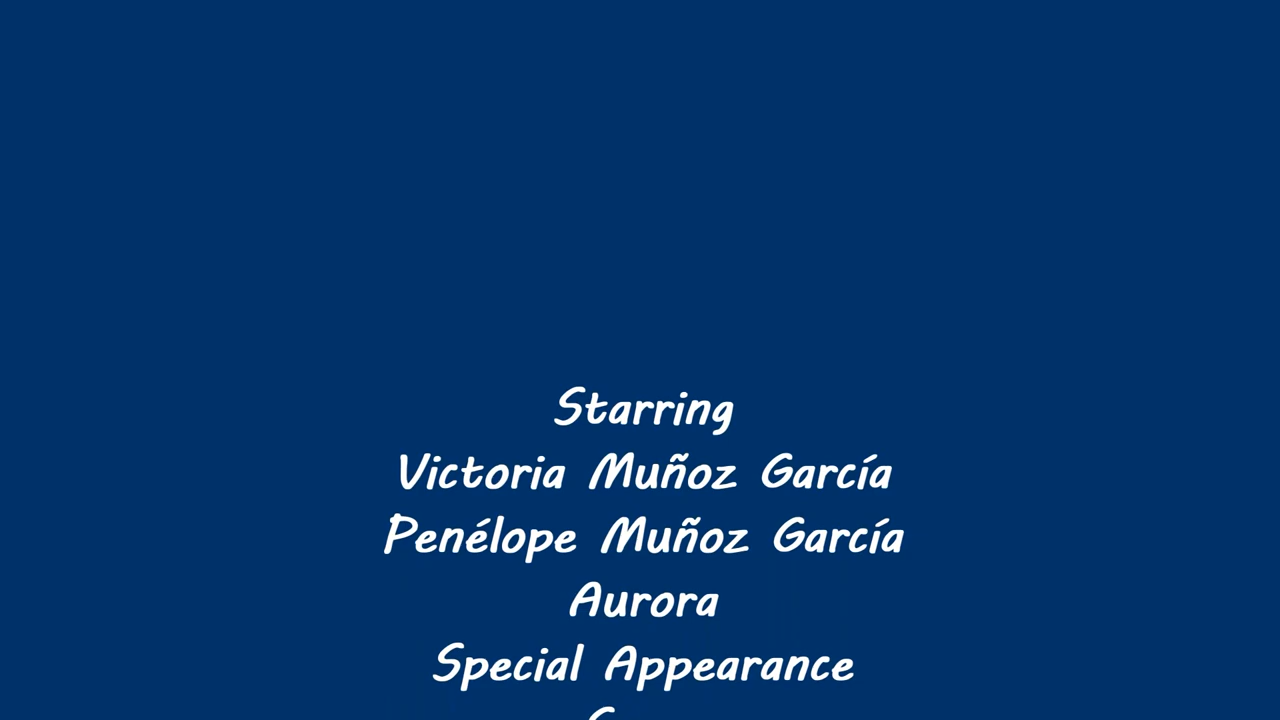 Starring
Victoria Muñoz García
Penélope Muñoz García
Aurora
Special Appearance